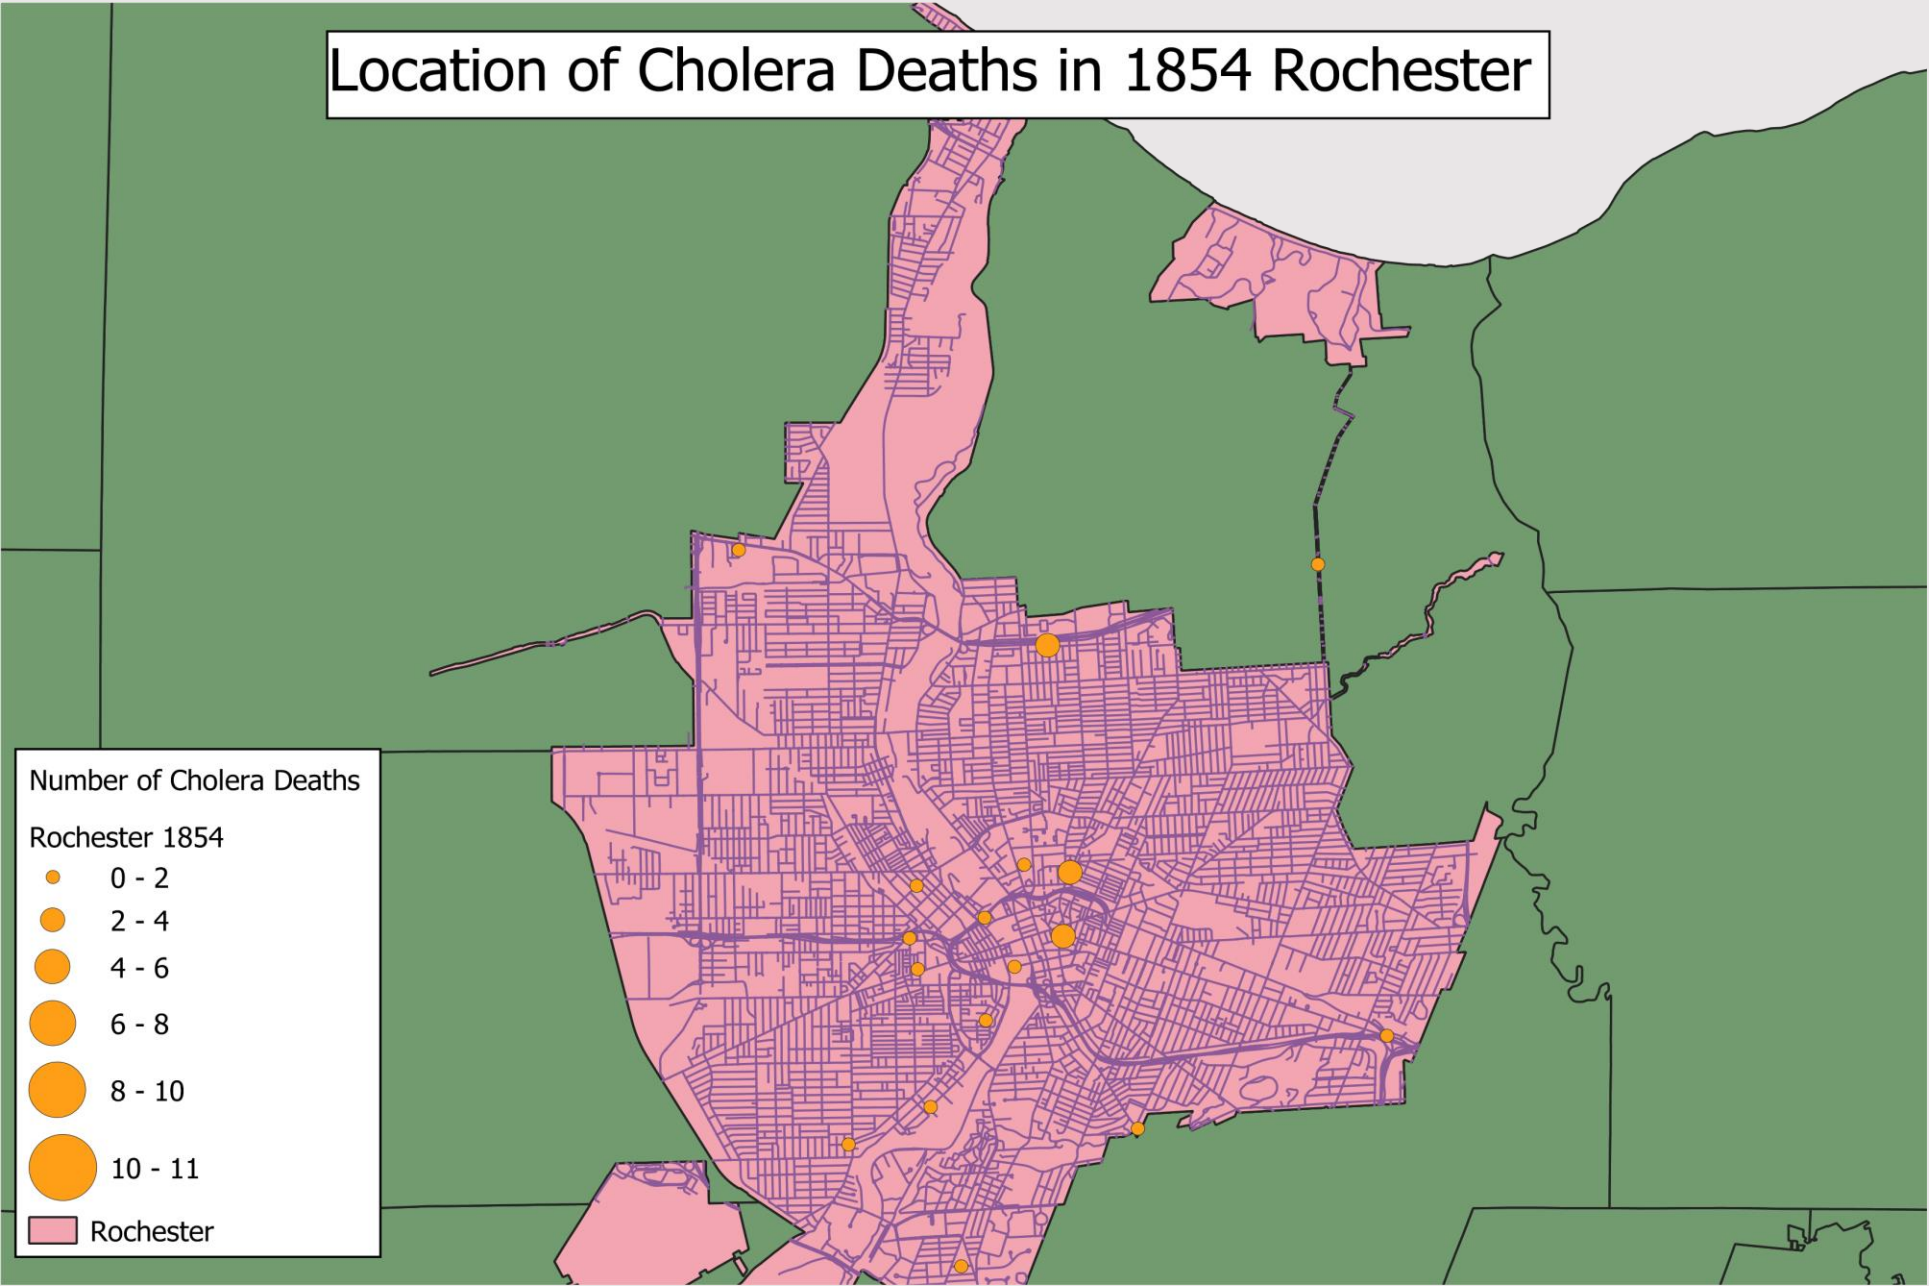 Location of Cholera Deaths in 1854 Rochester
Number of Cholera Deaths
Rochester 1854
0 - 2
2 - 4
4 - 6
6 - 8
8 - 10
10 - 11
Rochester